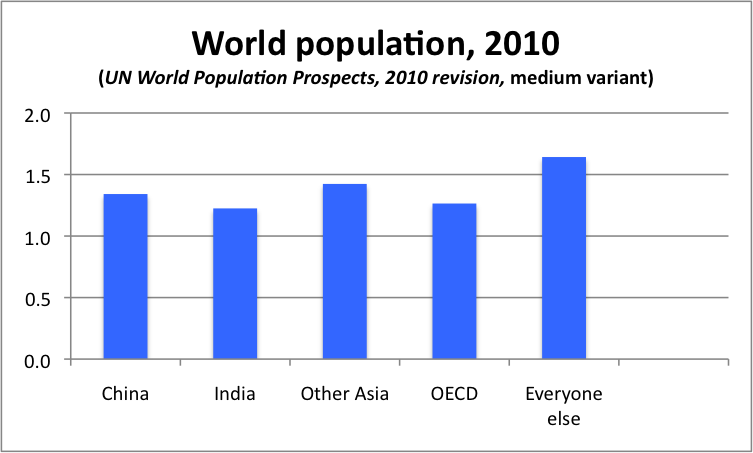 World population, 2010
(UN World Population Prospects, 2010 revision, medium variant)
2.0
1.5
1.0
0.5
0.0
China
India
Other Asia
OECD
Everyone
else